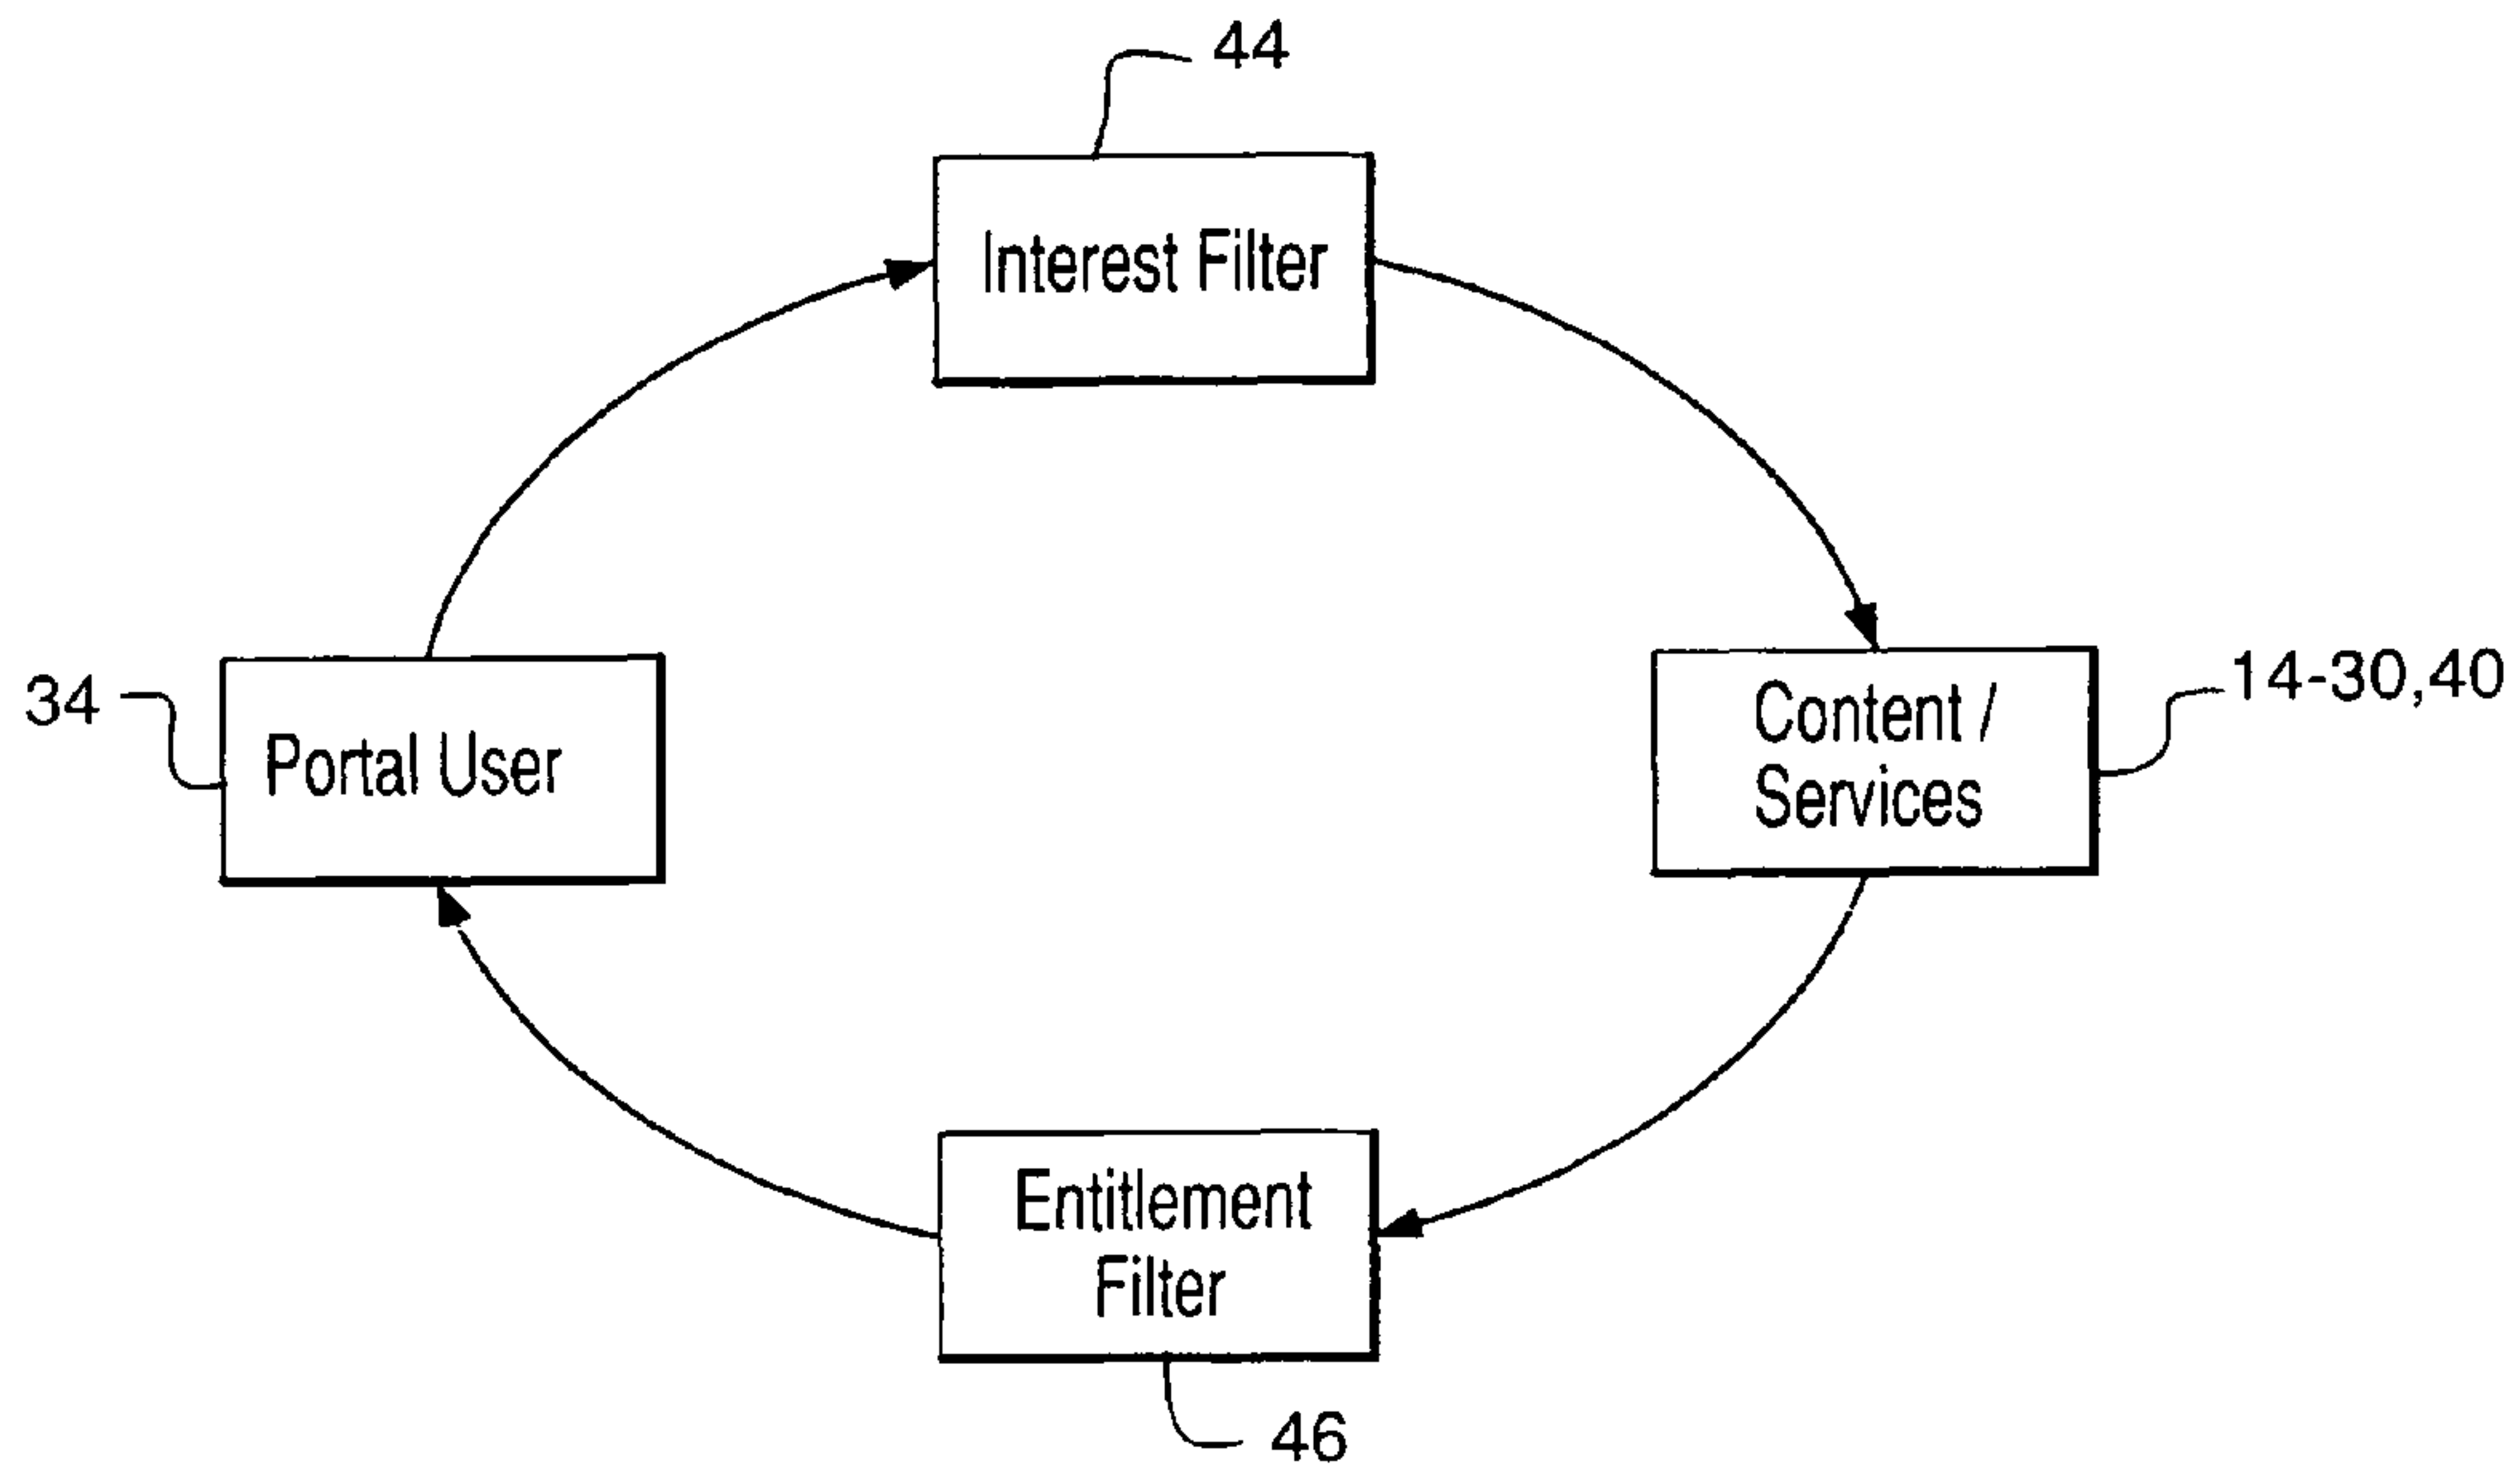 44
Interest Filter
34
Portal User
Content /
Services
14-30,40
Entitlement
Filter
46